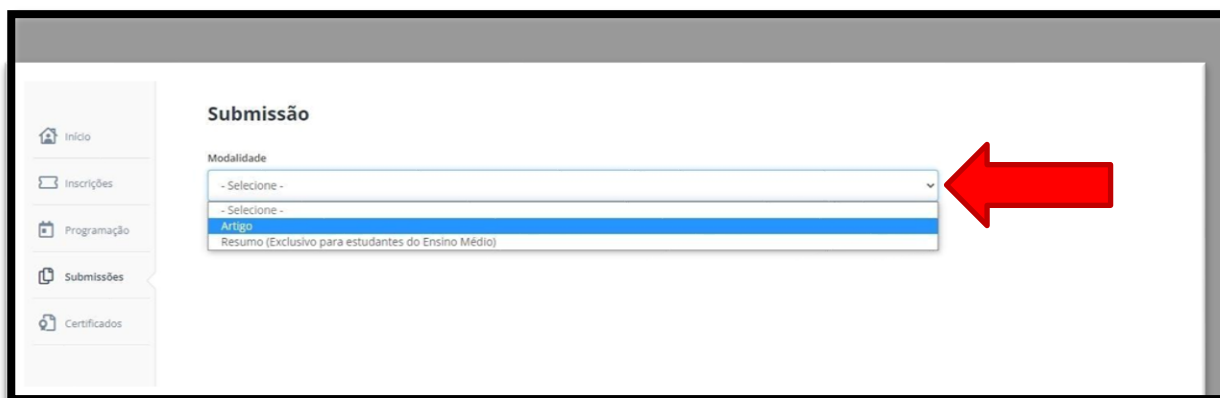 Submissão
Início
Modalidade
Inscrições
- Selecione -
- Selecione -
Artigo
Programação
Resumo (Exclusivo para estudantes do Ensino Médio)
Submissões
Certificados